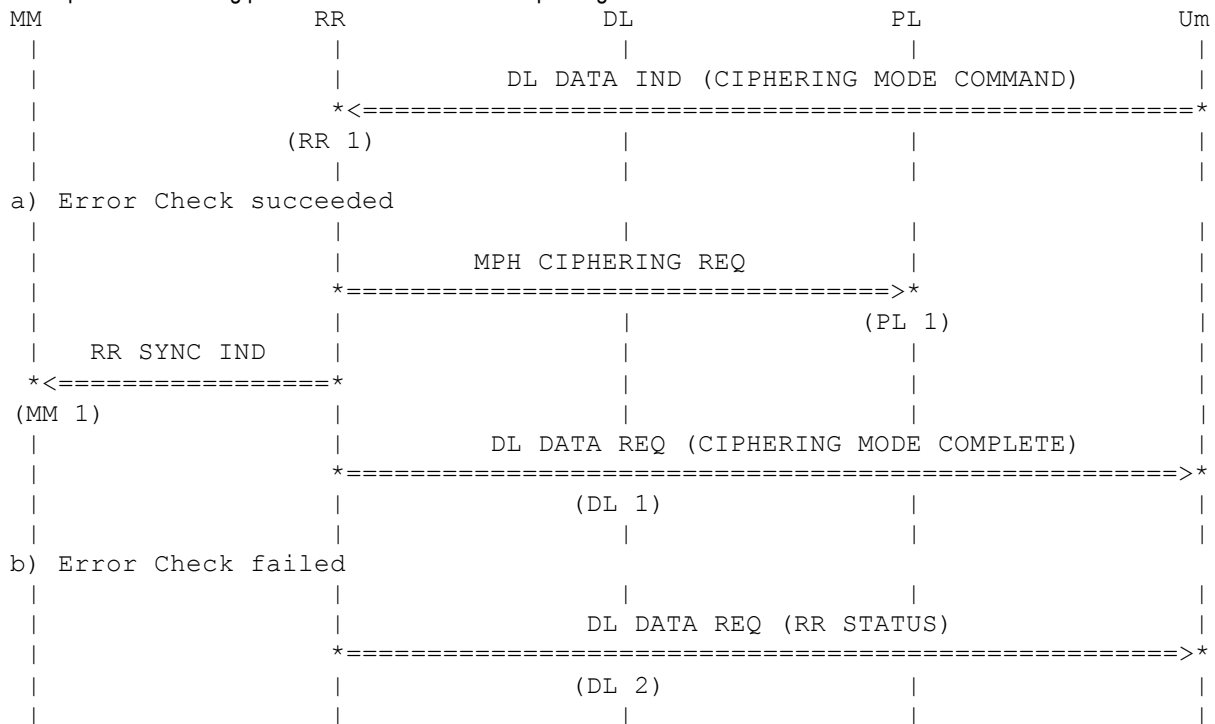 MM RR DL PL Um
DL DATA IND (CIPHERING MODE COMMAND)
*<====================================================*
(RR 1)
a) Error Check succeeded
MPH CIPHERING REQ
*==================================>*
(PL 1)
RR SYNC IND
*<=================*
(MM 1)
DL DATA REQ (CIPHERING MODE COMPLETE)
*====================================================>*
(DL 1)
b) Error Check failed
DL DATA REQ (RR STATUS)
*====================================================>*
(DL 2)